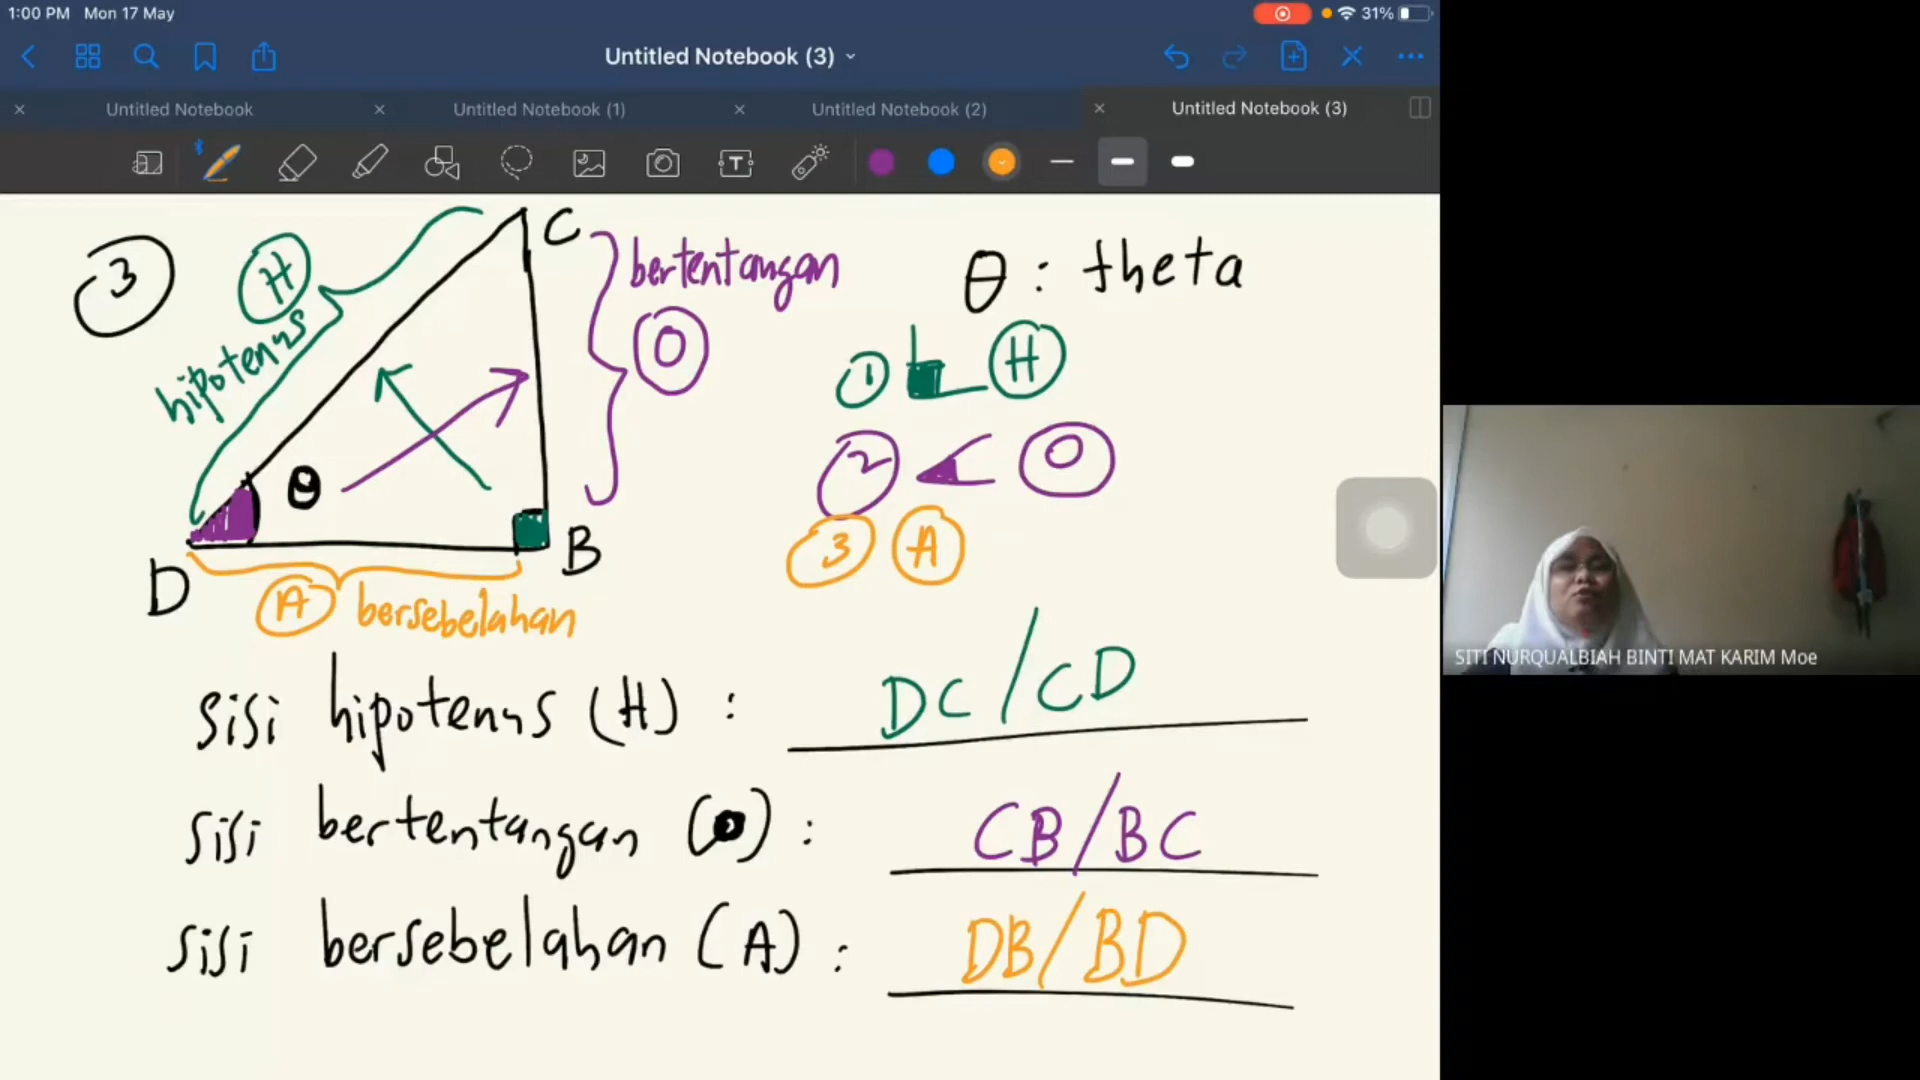 1:00 PM Mon 17 May
31%
Untitled Notebook (3)
Untitled Notebook
Untitled Notebook (1)
Untitled Notebook (2)
Untitled Notebook (3)
T
3
H
hipotenus
C
bertentangan
O
θ : theta
1 H
2 O
3 A
θ
D
B
A bersebelahan
sisi hipotenus (H) : DC/CD
sisi bertentangan (O) : CB/BC
sisi bersebelahan (A) : DB/BD
SITI NURQUALBIAH BINTI MAT KARIM Moe